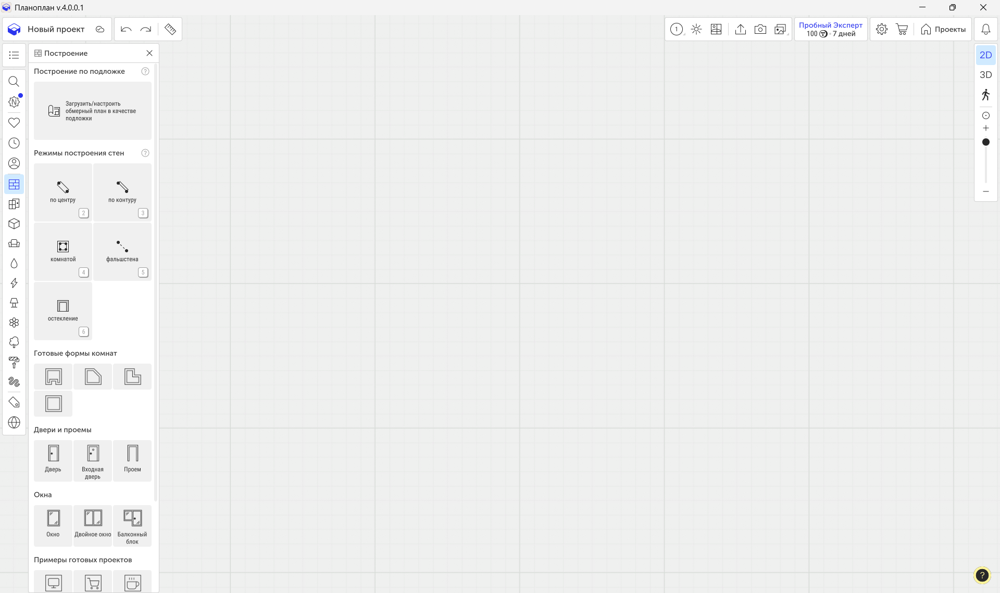 Планоплан v.4.0.0.1
Новый проект
1
Пробный Эксперт
100 7 дней
Проекты
Построение
2D
3D
Построение по подложке
?
Загрузить/настроить
обмерный план в качестве
подложки
N
Режимы построения стен
?
по центру
2
по контуру
3
комнатой
4
фальшстена
5
остекление
6
Готовые формы комнат
Двери и проемы
Дверь
Входная
дверь
Проем
Окна
Окно
Двойное окно
Балконный
блок
Примеры готовых проектов
?